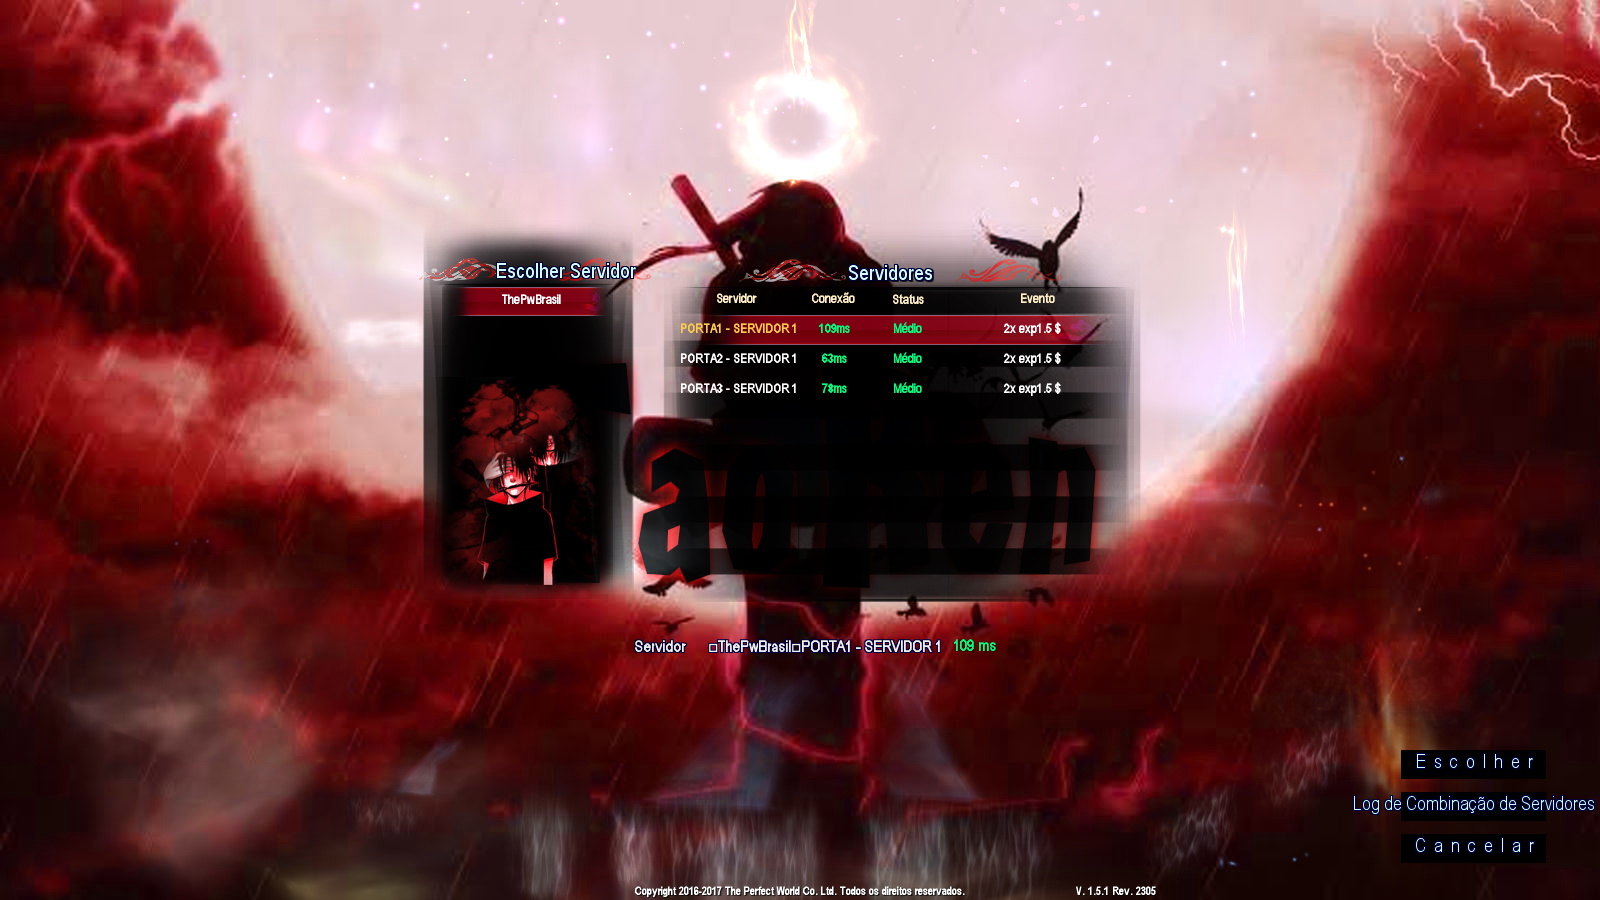 Escolher Servidor
ThePwBrasil
Servidores
Servidor Conexão Status Evento
PORTA1 - SERVIDOR 1 109ms Médio 2x exp1.5 $
PORTA2 - SERVIDOR 1 63ms Médio 2x exp1.5 $
PORTA3 - SERVIDOR 1 78ms Médio 2x exp1.5 $
Servidor □ThePwBrasil□PORTA1 - SERVIDOR 1 109 ms
Escolher
Log de Combinação de Servidores
Cancelar
Copyright 2016-2017 The Perfect World Co. Ltd. Todos os direitos reservados. V. 1.5.1 Rev. 2305